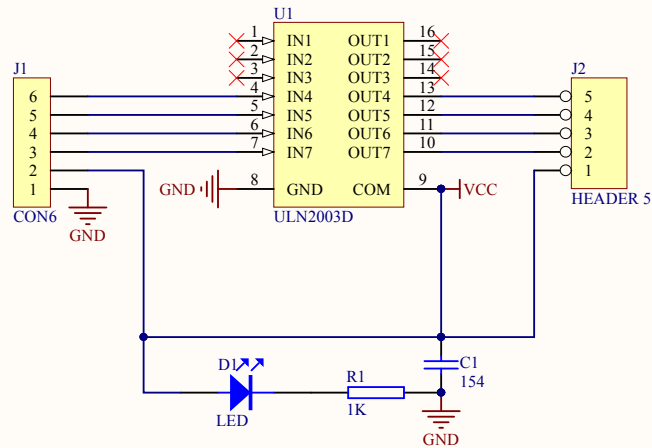 U1
1 IN1 OUT1 16
2 IN2 OUT2 15
3 IN3 OUT3 14
J1 J2
6 4 IN4 OUT4 13 5
5 5 IN5 OUT5 12 4
4 6 IN6 OUT6 11 3
3 7 IN7 OUT7 10 2
2 1
1 GND 8 GND COM 9 VCC
CON6 ULN2003D HEADER 5
GND
D1 R1 C1
154
LED 1K
GND